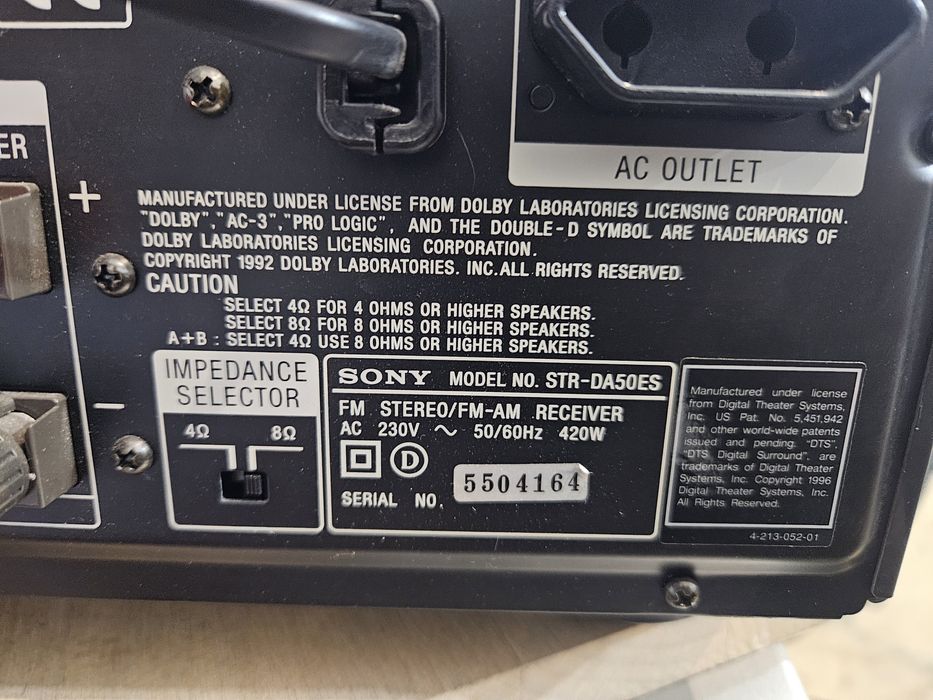 AC OUTLET
ER
+
MANUFACTURED UNDER LICENSE FROM DOLBY LABORATORIES LICENSING CORPORATION.
"DOLBY", "AC-3", "PRO LOGIC", AND THE DOUBLE-D SYMBOL ARE TRADEMARKS OF
DOLBY LABORATORIES LICENSING CORPORATION.
COPYRIGHT 1992 DOLBY LABORATORIES. INC.ALL RIGHTS RESERVED.
CAUTION
SELECT 4Ω FOR 4 OHMS OR HIGHER SPEAKERS.
SELECT 8Ω FOR 8 OHMS OR HIGHER SPEAKERS.
A+B : SELECT 4Ω USE 8 OHMS OR HIGHER SPEAKERS.
−
IMPEDANCE
SELECTOR
4Ω 8Ω
SONY MODEL NO. STR-DA50ES
FM STEREO/FM-AM RECEIVER
AC 230V ~ 50/60Hz 420W
D
SERIAL NO. 5504164
Manufactured under license
from Digital Theater Systems,
Inc. US Pat. No. 5,451,942
and other world-wide patents
issued and pending. "DTS",
"DTS Digital Surround", are
trademarks of Digital Theater
Systems, Inc. Copyright 1996
Digital Theater Systems, Inc.
All Rights Reserved.
4-213-052-01